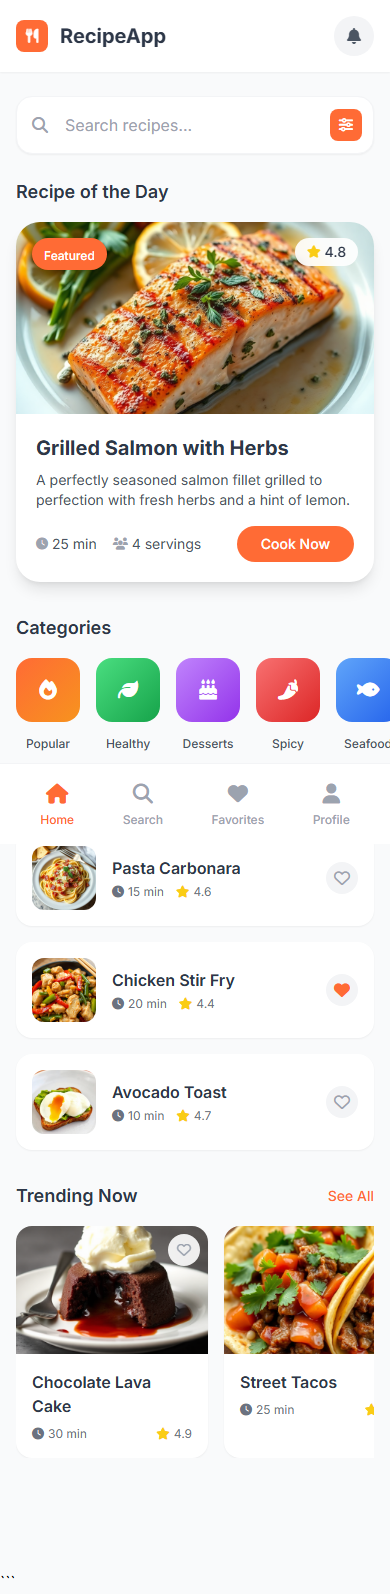 RecipeApp
Search recipes...
Recipe of the Day
Featured
4.8
Grilled Salmon with Herbs
A perfectly seasoned salmon fillet grilled to
perfection with fresh herbs and a hint of lemon.
25 min 4 servings Cook Now
Categories
Popular Healthy Desserts Spicy Seafood
Home Search Favorites Profile
Pasta Carbonara
15 min 4.6
Chicken Stir Fry
20 min 4.4
Avocado Toast
10 min 4.7
Trending Now See All
Chocolate Lava
Cake
30 min 4.9
Street Tacos
25 min
```